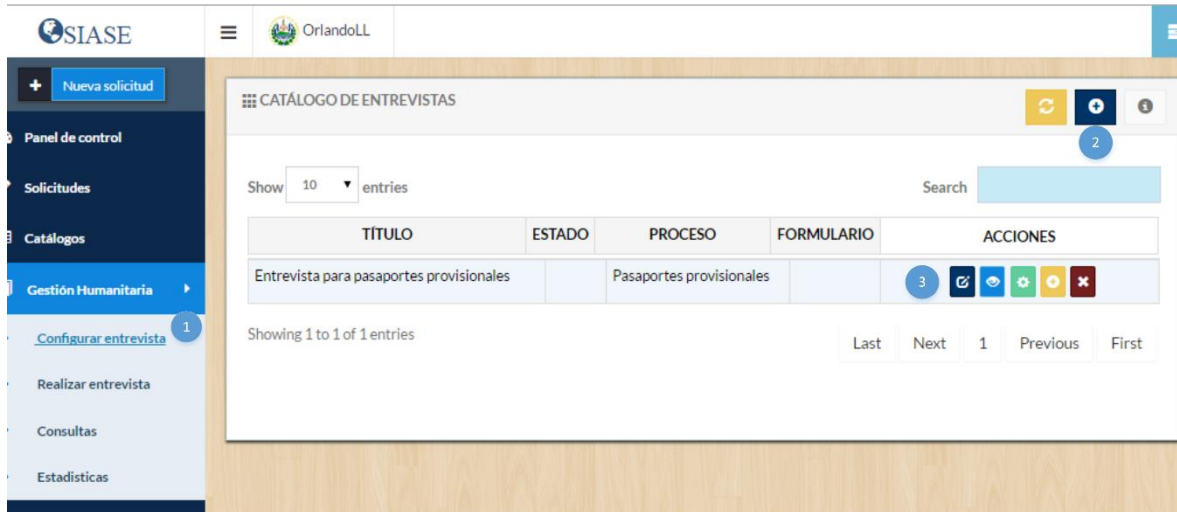 SIASE
OrlandoLL
Nueva solicitud
Panel de control
Solicitudes
Catálogos
Gestión Humanitaria
1
Configurar entrevista
Realizar entrevista
Consultas
Estadisticas
CATÁLOGO DE ENTREVISTAS
2
Show 10 entries
Search
TÍTULO ESTADO PROCESO FORMULARIO ACCIONES
Entrevista para pasaportes provisionales Pasaportes provisionales 3
Showing 1 to 1 of 1 entries
Last Next 1 Previous First